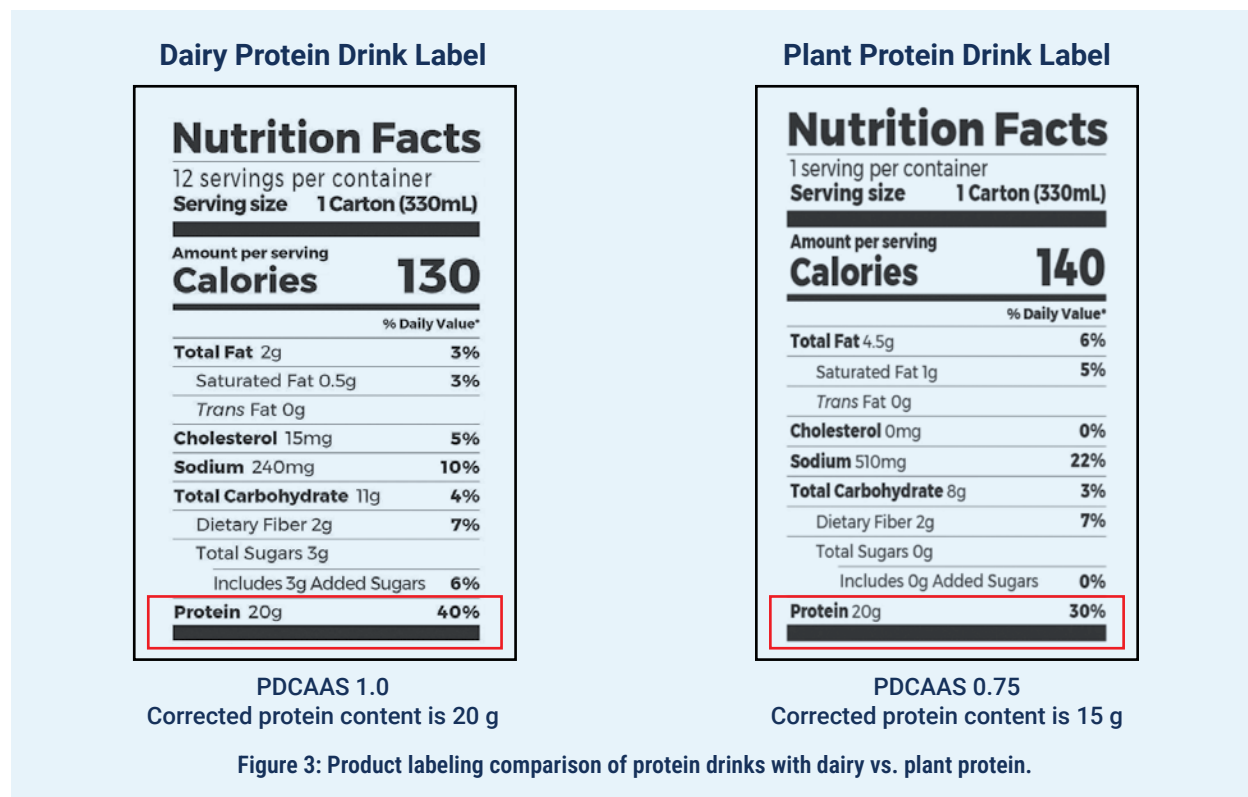 Dairy Protein Drink Label
Nutrition Facts
12 servings per container
Serving size 1 Carton (330mL)
Amount per serving
Calories 130
% Daily Value*
Total Fat 2g 3%
Saturated Fat 0.5g 3%
Trans Fat 0g
Cholesterol 15mg 5%
Sodium 240mg 10%
Total Carbohydrate 11g 4%
Dietary Fiber 2g 7%
Total Sugars 3g
Includes 3g Added Sugars 6%
Protein 20g 40%
PDCAAS 1.0
Corrected protein content is 20 g
Plant Protein Drink Label
Nutrition Facts
1 serving per container
Serving size 1 Carton (330mL)
Amount per serving
Calories 140
% Daily Value*
Total Fat 4.5g 6%
Saturated Fat 1g 5%
Trans Fat 0g
Cholesterol 0mg 0%
Sodium 510mg 22%
Total Carbohydrate 8g 3%
Dietary Fiber 2g 7%
Total Sugars 0g
Includes 0g Added Sugars 0%
Protein 20g 30%
PDCAAS 0.75
Corrected protein content is 15 g
Figure 3: Product labeling comparison of protein drinks with dairy vs. plant protein.